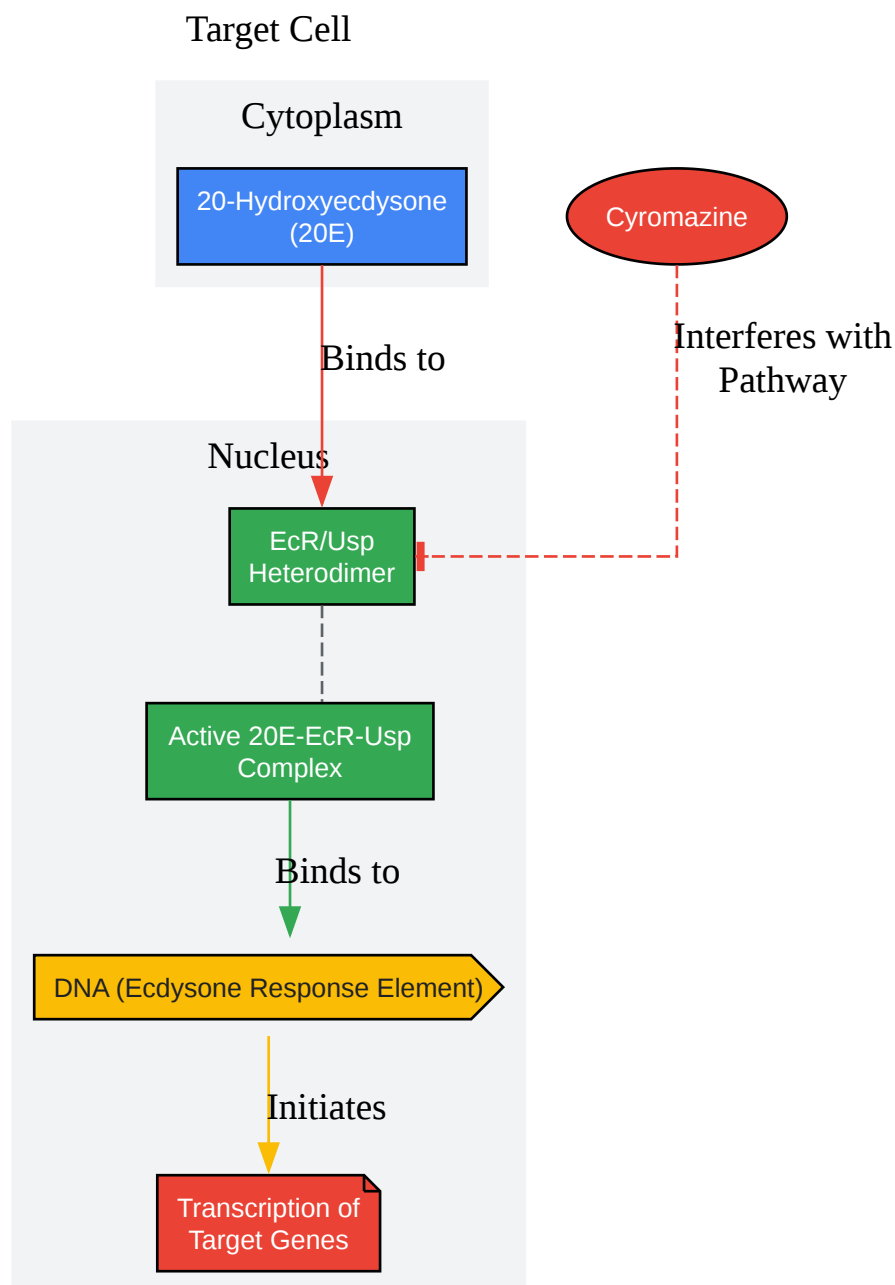 Target Cell
Cytoplasm
20-Hydroxyecdysone
(20E)
Cyromazine
Binds to
Interferes with
Pathway
Nucleus
EcR/Usp
Heterodimer
Active 20E-EcR-Usp
Complex
Binds to
DNA (Ecdysone Response Element)
Initiates
Transcription of
Target Genes